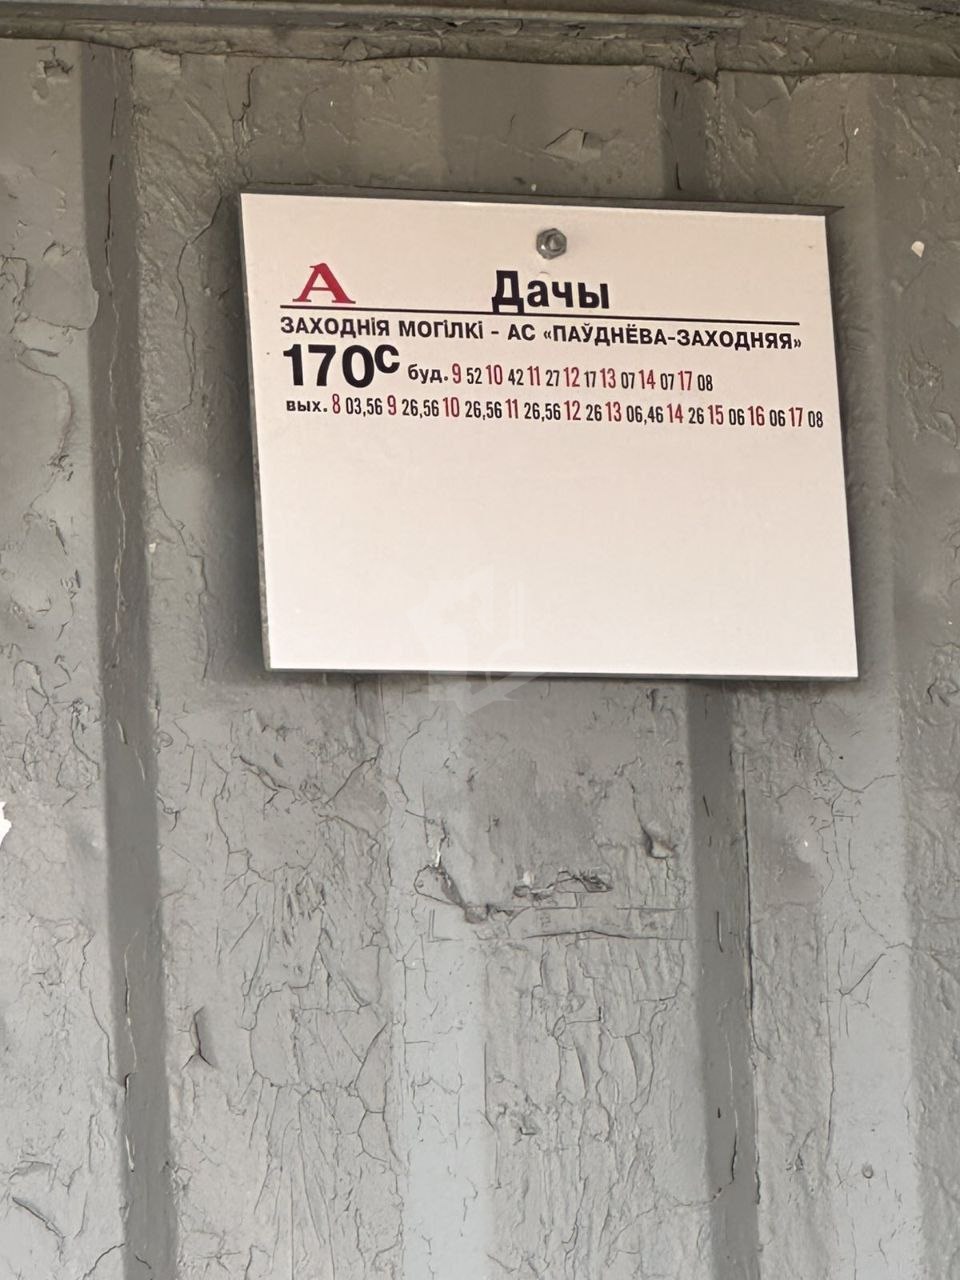 А Дачы
ЗАХОДНІЯ МОГІЛКІ - АС «ПАЎДНЁВА-ЗАХОДНЯЯ»
170С буд. 9 52 10 42 11 27 12 17 13 07 14 07 17 08
вых. 8 03,56 9 26,56 10 26,56 11 26,56 12 26 13 06,46 14 26 15 06 16 06 17 08